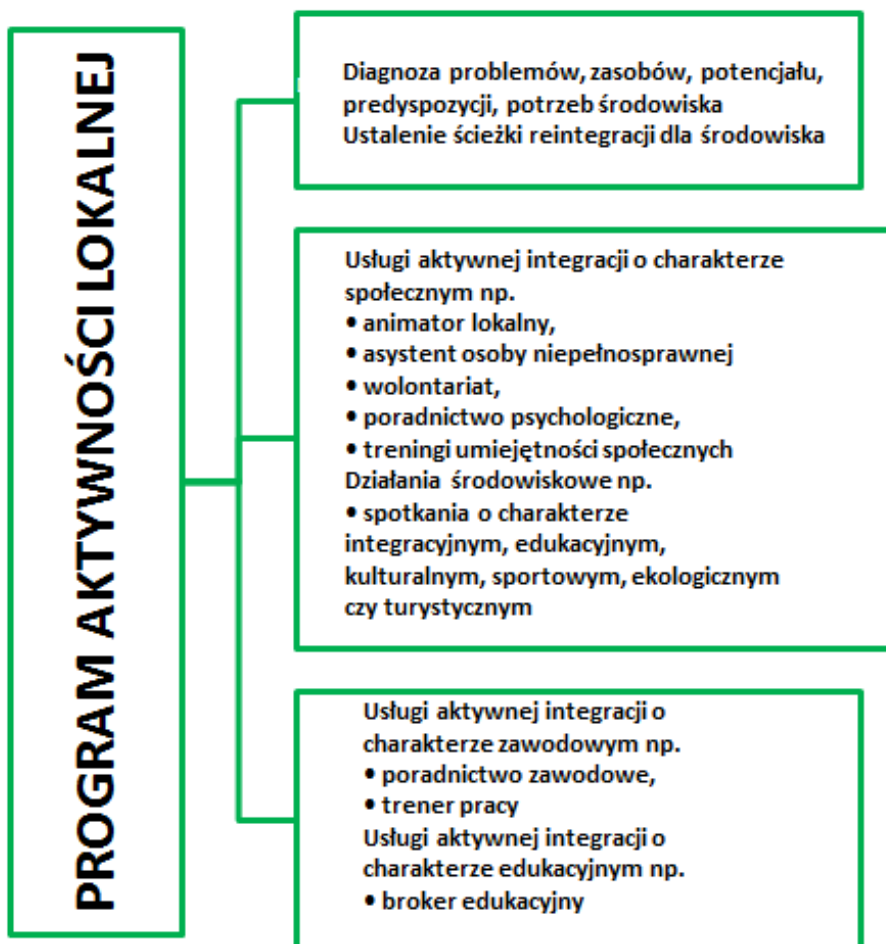 PROGRAM AKTYWNOŚCI LOKALNEJ
Diagnoza problemów, zasobów, potencjału,
predyspozycji, potrzeb środowiska
Ustalenie ścieżki reintegracji dla środowiska
Usługi aktywnej integracji o charakterze
społecznym np.
• animator lokalny,
• asystent osoby niepełnosprawnej
• wolontariat,
• poradnictwo psychologiczne,
• treningi umiejętności społecznych
Działania środowiskowe np.
• spotkania o charakterze
integracyjnym, edukacyjnym,
kulturalnym, sportowym, ekologicznym
czy turystycznym
Usługi aktywnej integracji o
charakterze zawodowym np.
• poradnictwo zawodowe,
• trener pracy
Usługi aktywnej integracji o
charakterze edukacyjnym np.
• broker edukacyjny